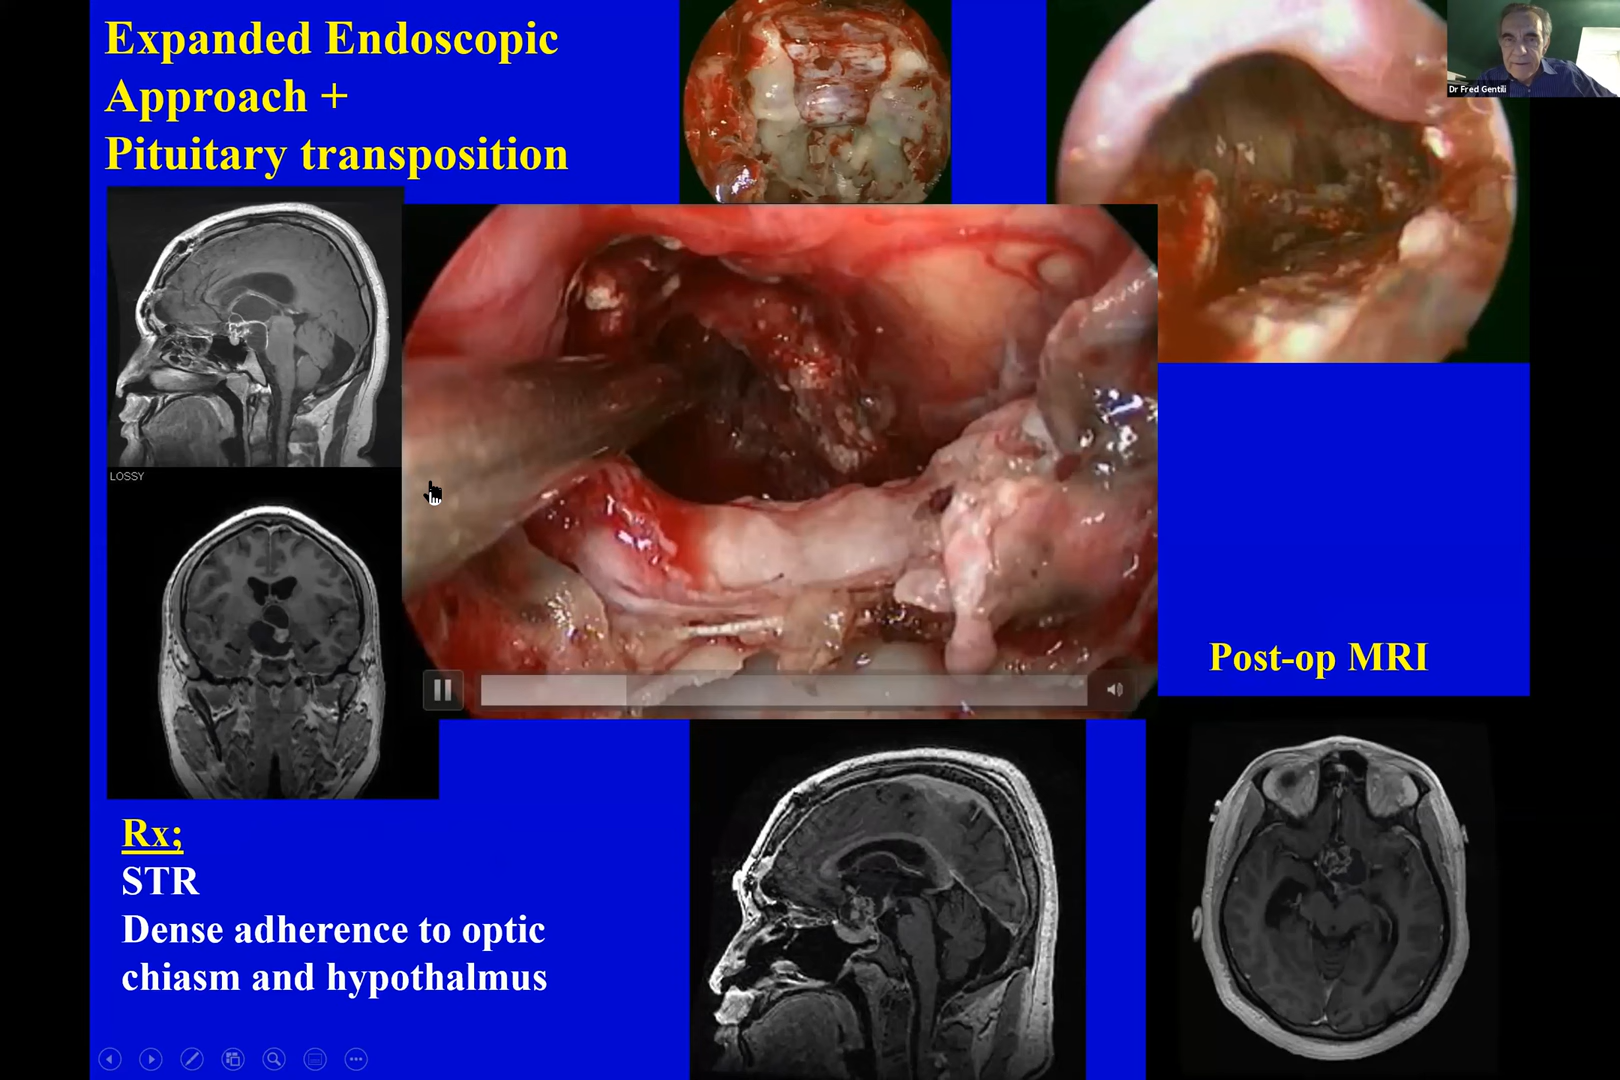 Expanded Endoscopic
Approach +
Pituitary transposition
Dr Fred Gentili
LOSSY
Post-op MRI
Rx;
STR
Dense adherence to optic
chiasm and hypothalmus